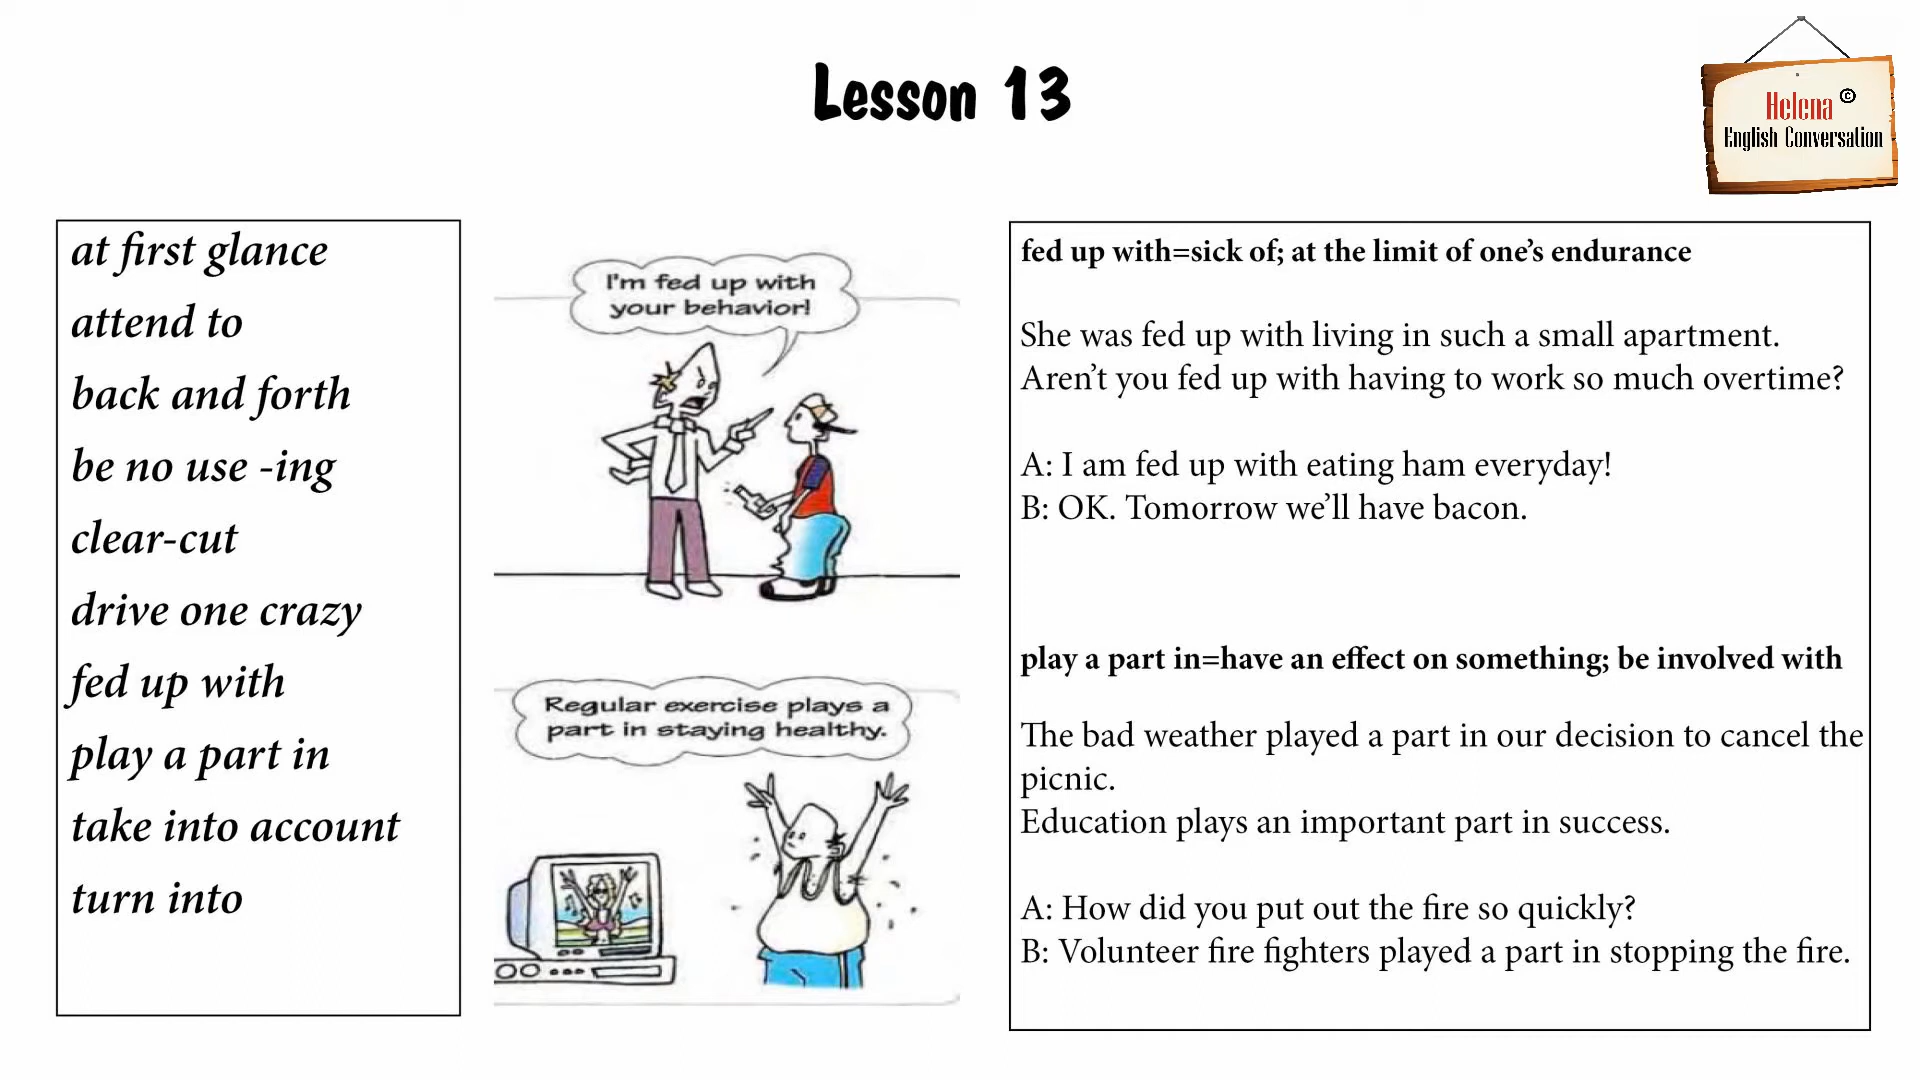 Lesson 13
Helena ©
English Conversation
at first glance
attend to
back and forth
be no use -ing
clear-cut
drive one crazy
fed up with
play a part in
take into account
turn into
I'm fed up with
your behavior!
Regular exercise plays a
part in staying healthy.
fed up with=sick of; at the limit of one’s endurance
She was fed up with living in such a small apartment.
Aren’t you fed up with having to work so much overtime?
A: I am fed up with eating ham everyday!
B: OK. Tomorrow we’ll have bacon.
play a part in=have an effect on something; be involved with
The bad weather played a part in our decision to cancel the
picnic.
Education plays an important part in success.
A: How did you put out the fire so quickly?
B: Volunteer fire fighters played a part in stopping the fire.